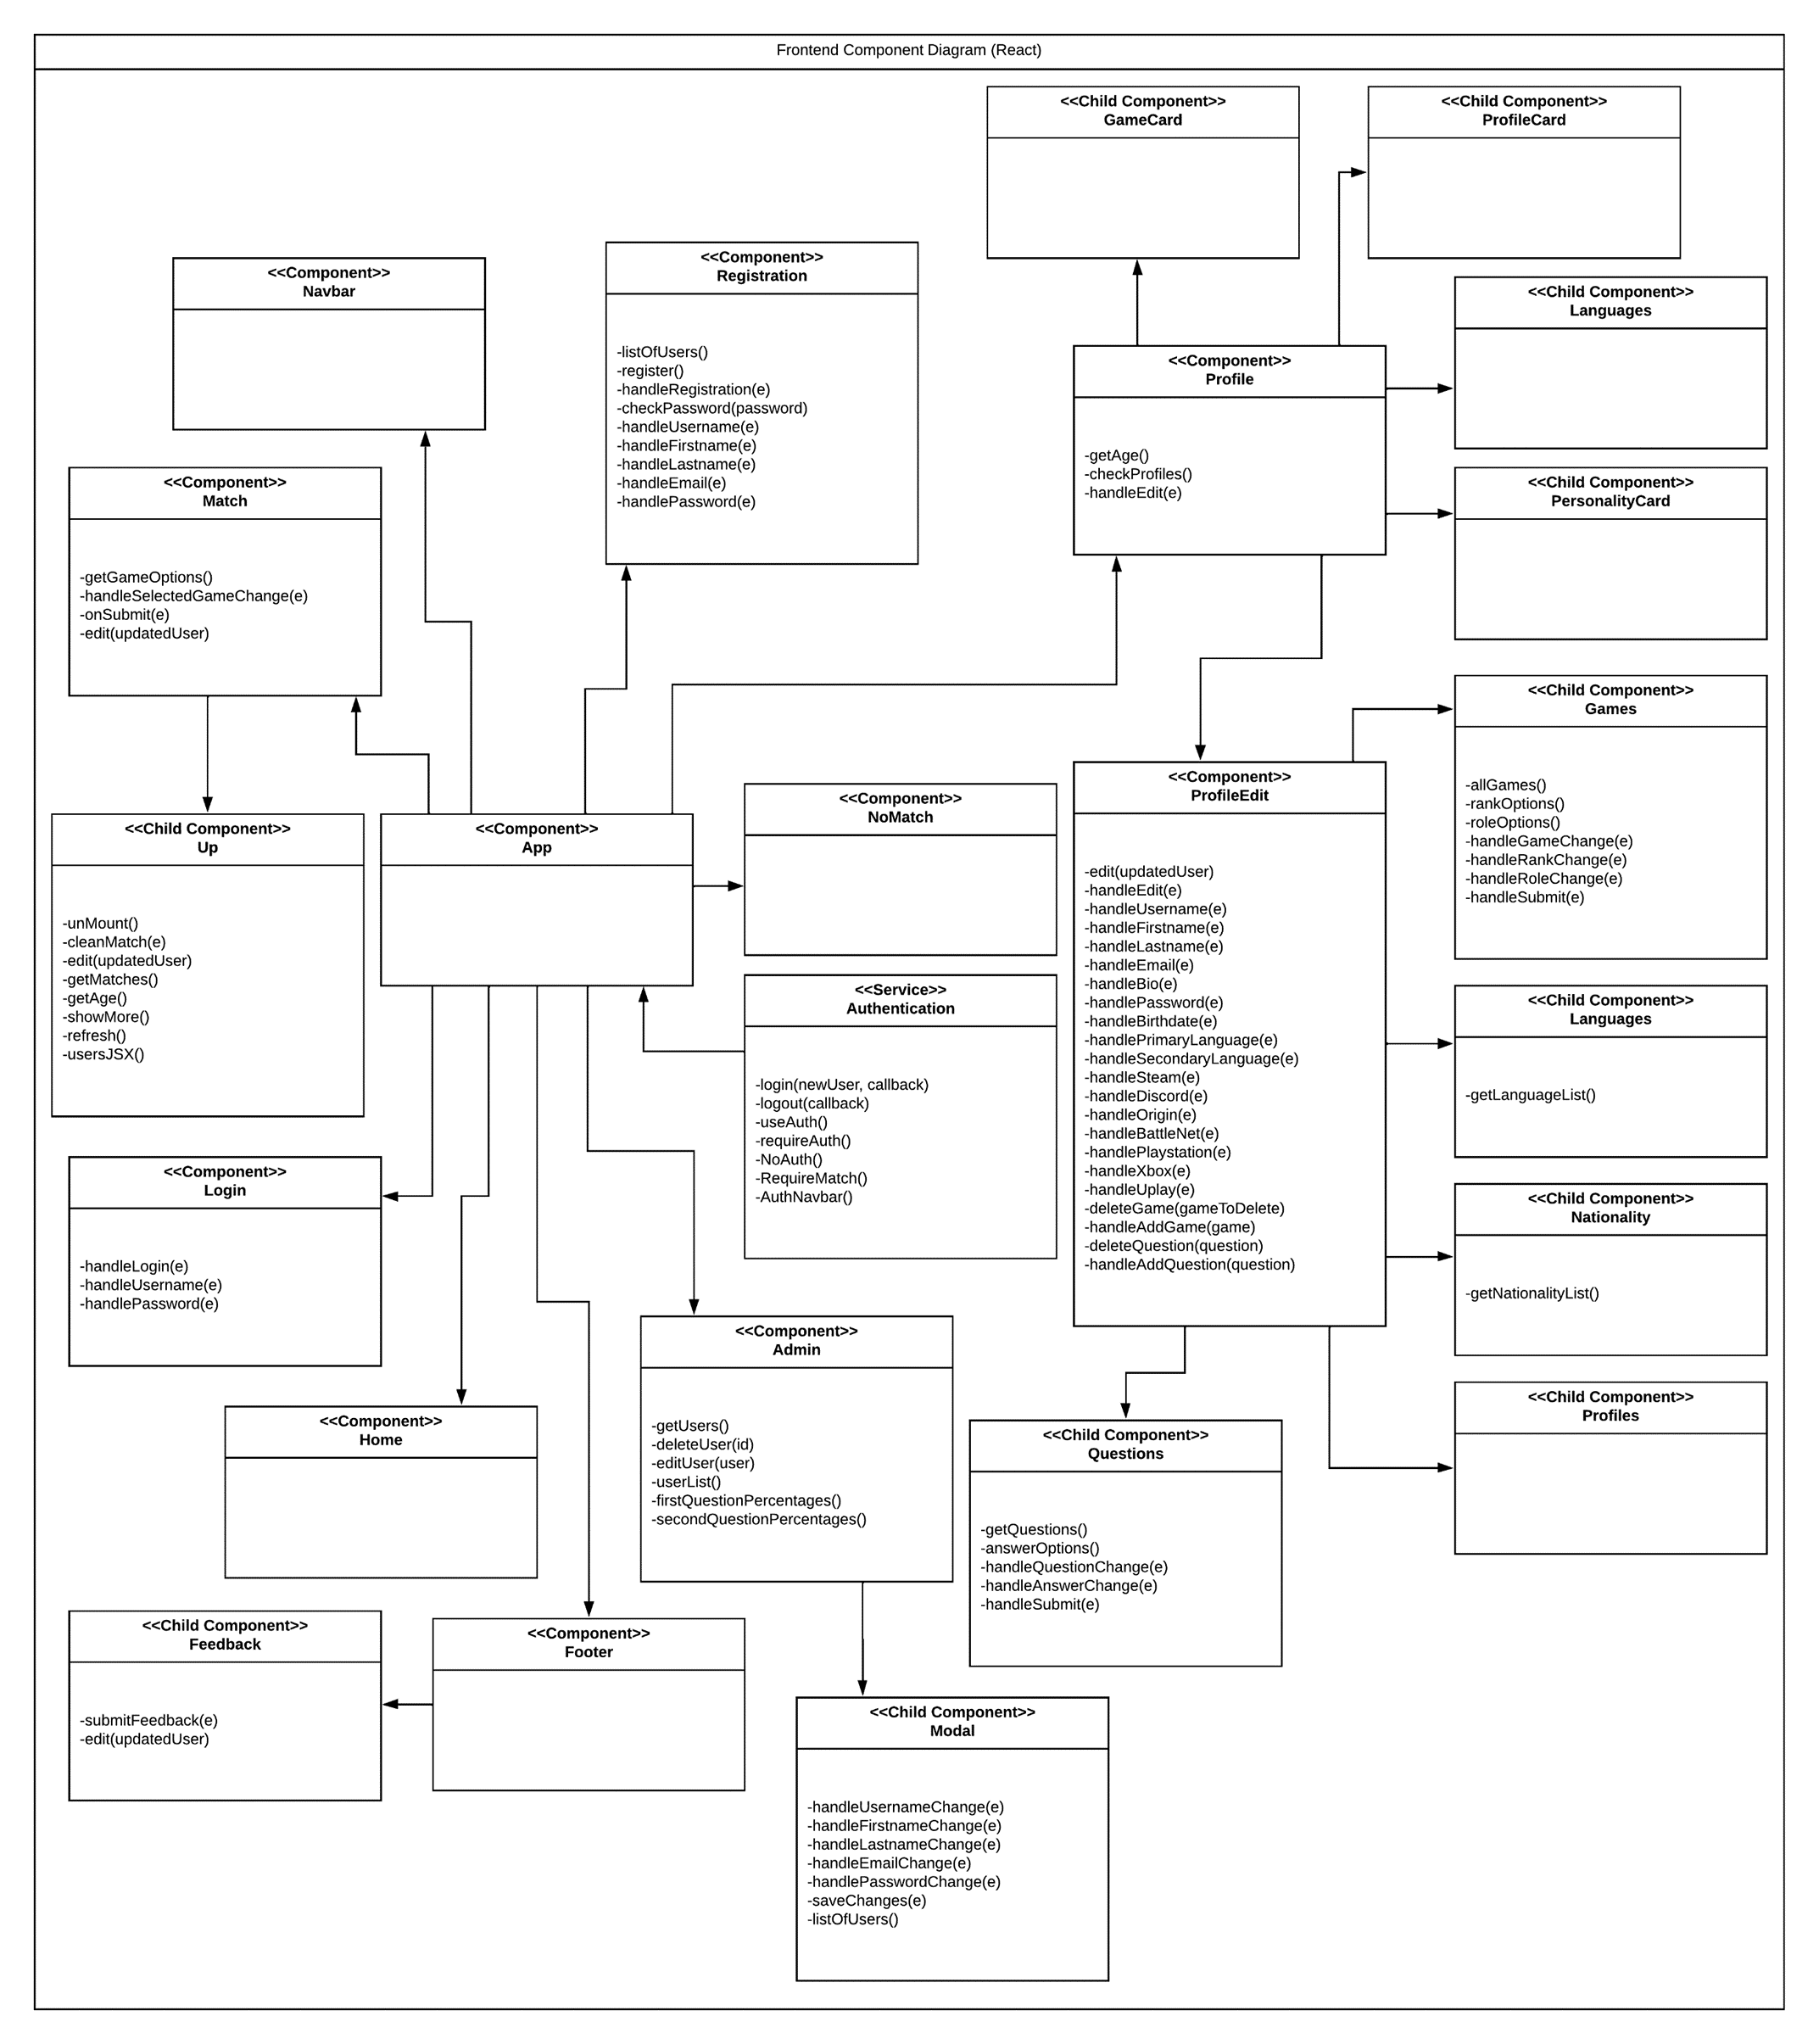 Frontend Component Diagram (React)
<<Child Component>>
GameCard
<<Child Component>>
ProfileCard
<<Component>>
Navbar
<<Component>>
Registration
-listOfUsers()
-register()
-handleRegistration(e)
-checkPassword(password)
-handleUsername(e)
-handleFirstname(e)
-handleLastname(e)
-handleEmail(e)
-handlePassword(e)
<<Child Component>>
Languages
<<Component>>
Profile
-getAge()
-checkProfiles()
-handleEdit(e)
<<Component>>
Match
-getGameOptions()
-handleSelectedGameChange(e)
-onSubmit(e)
-edit(updatedUser)
<<Child Component>>
PersonalityCard
<<Child Component>>
Games
-allGames()
-rankOptions()
-roleOptions()
-handleGameChange(e)
-handleRankChange(e)
-handleRoleChange(e)
-handleSubmit(e)
<<Child Component>>
Up
-unMount()
-cleanMatch(e)
-edit(updatedUser)
-getMatches()
-getAge()
-showMore()
-refresh()
-usersJSX()
<<Component>>
App
<<Component>>
NoMatch
<<Component>>
ProfileEdit
-edit(updatedUser)
-handleEdit(e)
-handleUsername(e)
-handleFirstname(e)
-handleLastname(e)
-handleEmail(e)
-handleBio(e)
-handlePassword(e)
-handleBirthdate(e)
-handlePrimaryLanguage(e)
-handleSecondaryLanguage(e)
-handleSteam(e)
-handleDiscord(e)
-handleOrigin(e)
-handleBattleNet(e)
-handlePlaystation(e)
-handleXbox(e)
-handleUplay(e)
-deleteGame(gameToDelete)
-handleAddGame(game)
-deleteQuestion(question)
-handleAddQuestion(question)
<<Service>>
Authentication
-login(newUser, callback)
-logout(callback)
-useAuth()
-requireAuth()
-NoAuth()
-RequireMatch()
-AuthNavbar()
<<Child Component>>
Languages
-getLanguageList()
<<Component>>
Login
-handleLogin(e)
-handleUsername(e)
-handlePassword(e)
<<Child Component>>
Nationality
-getNationalityList()
<<Component>>
Admin
-getUsers()
-deleteUser(id)
-editUser(user)
-userList()
-firstQuestionPercentages()
-secondQuestionPercentages()
<<Component>>
Home
<<Child Component>>
Questions
-getQuestions()
-answerOptions()
-handleQuestionChange(e)
-handleAnswerChange(e)
-handleSubmit(e)
<<Child Component>>
Profiles
<<Child Component>>
Feedback
-submitFeedback(e)
-edit(updatedUser)
<<Component>>
Footer
<<Child Component>>
Modal
-handleUsernameChange(e)
-handleFirstnameChange(e)
-handleLastnameChange(e)
-handleEmailChange(e)
-handlePasswordChange(e)
-saveChanges(e)
-listOfUsers()